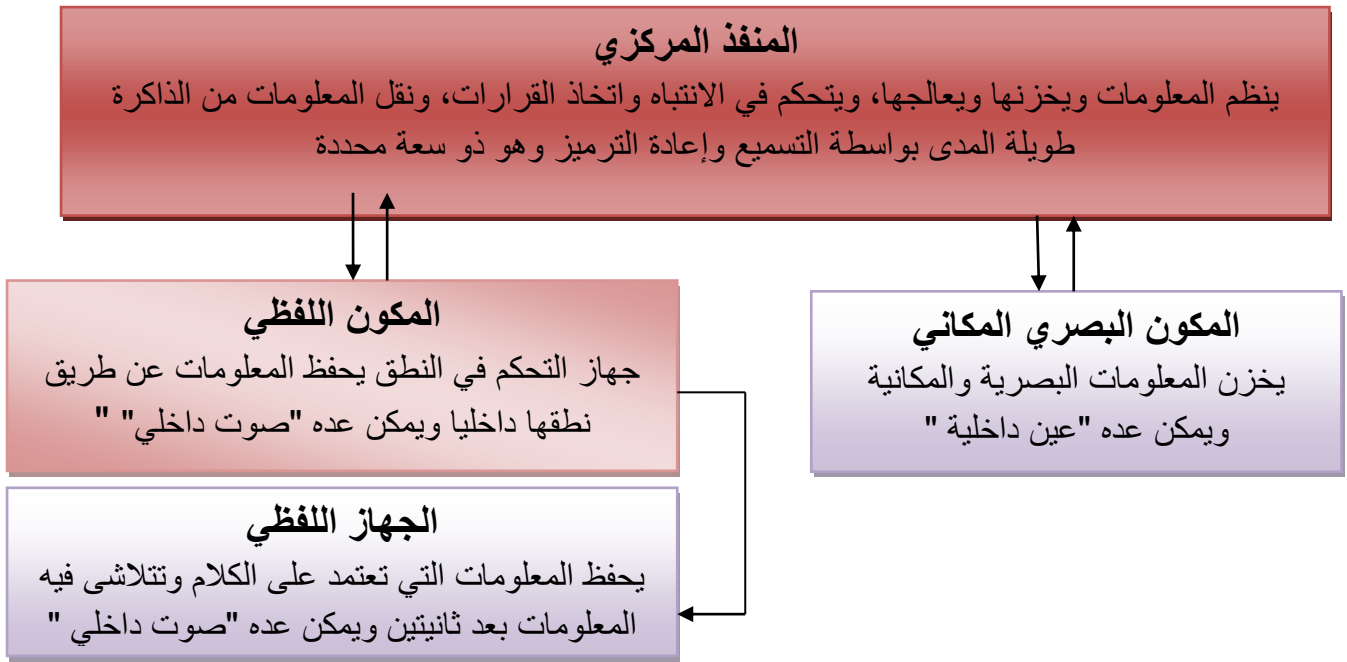 المنفذ المركزي
ينظم المعلومات ويخزنها ويعالجها، ويتحكم في الانتباه واتخاذ القرارات، ونقل المعلومات من الذاكرة
طويلة المدى بواسطة التسميع وإعادة الترميز وهو ذو سعة محددة
المكون البصري المكاني
يخزن المعلومات البصرية والمكانية
ويمكن عده "عين داخلية "
المكون اللفظي
جهاز التحكم في النطق يحفظ المعلومات عن طريق
نطقها داخليا ويمكن عده "صوت داخلي" "
الجهاز اللفظي
يحفظ المعلومات التي تعتمد على الكلام وتتلاشى فيه
المعلومات بعد ثانيتين ويمكن عده "صوت داخلي "